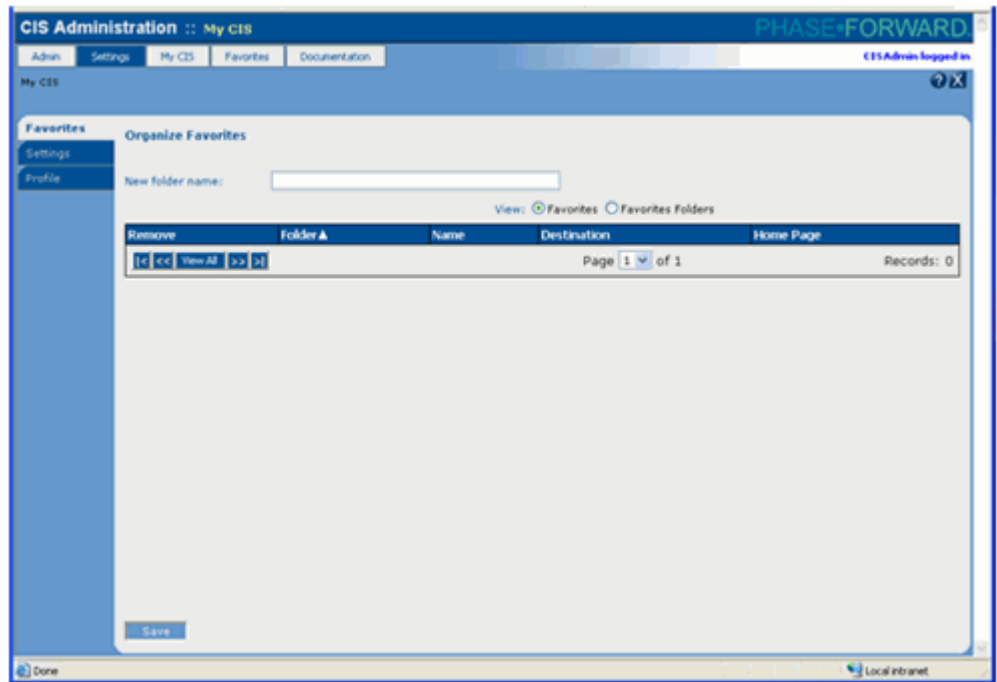 CIS Administration :: My CIS PHASE FORWARD.
Admin Settings My CIS Favorites Documentation CISAdmin logged in
My CIS ? X
Favorites
Organize Favorites
Settings
Profile
New folder name:
View: Favorites Favorites Folders
Remove Folder▲ Name Destination Home Page
|< << View All >> >| Page 1 of 1 Records: 0
Save
Done Local intranet